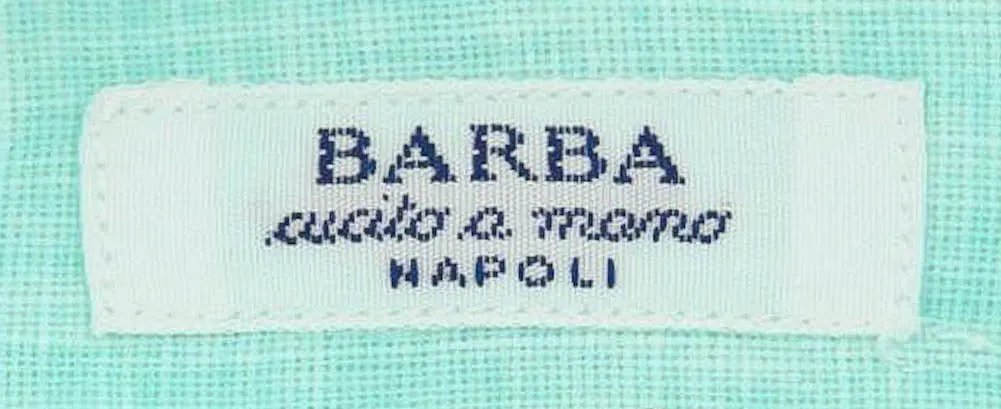 BARBA
cucito a mano
NAPOLI